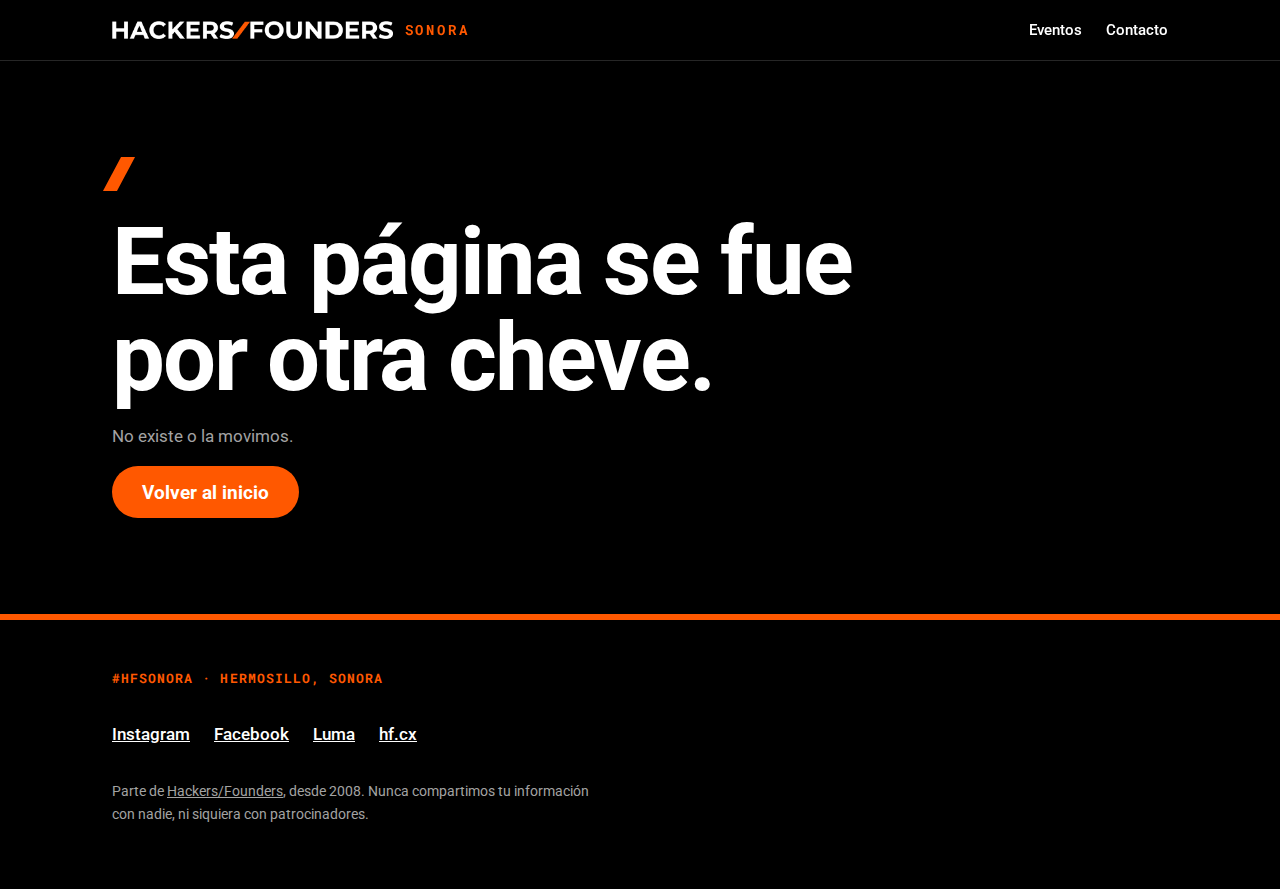 HACKERS/FOUNDERS SONORA
Eventos Contacto
Esta página se fue
por otra cheve.
No existe o la movimos.
Volver al inicio
#HFSONORA · HERMOSILLO, SONORA
Instagram Facebook Luma hf.cx
Parte de Hackers/Founders, desde 2008. Nunca compartimos tu información
con nadie, ni siquiera con patrocinadores.